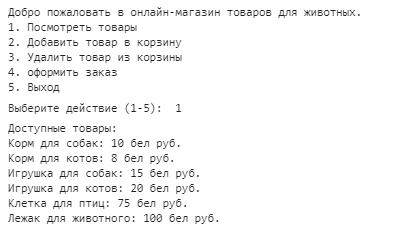 Добро пожаловать в онлайн-магазин товаров для животных.
1. Посмотреть товары
2. Добавить товар в корзину
3. Удалить товар из корзины
4. оформить заказ
5. Выход
Выберите действие (1-5): 1
Доступные товары:
Корм для собак: 10 бел руб.
Корм для котов: 8 бел руб.
Игрушка для собак: 15 бел руб.
Игрушка для котов: 20 бел руб.
Клетка для птиц: 75 бел руб.
Лежак для животного: 100 бел руб.